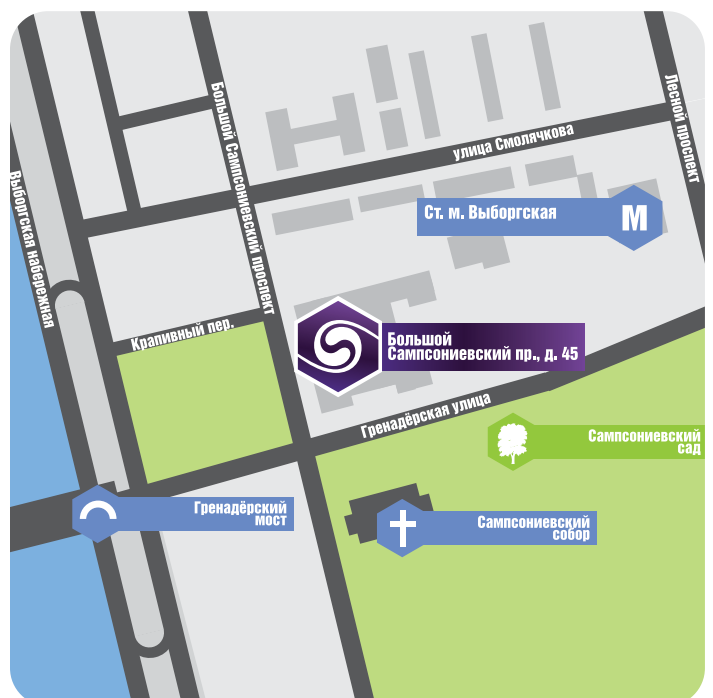 Большой Сампсониевский проспект
Лесной проспект
улица Смолячкова
Выборгская набережная
Ст. м. Выборгская
М
Крапивный пер.
Большой
Сампсониевский пр., д. 45
Гренадёрская улица
Сампсониевский
сад
Гренадёрский
мост
Сампсониевский
собор